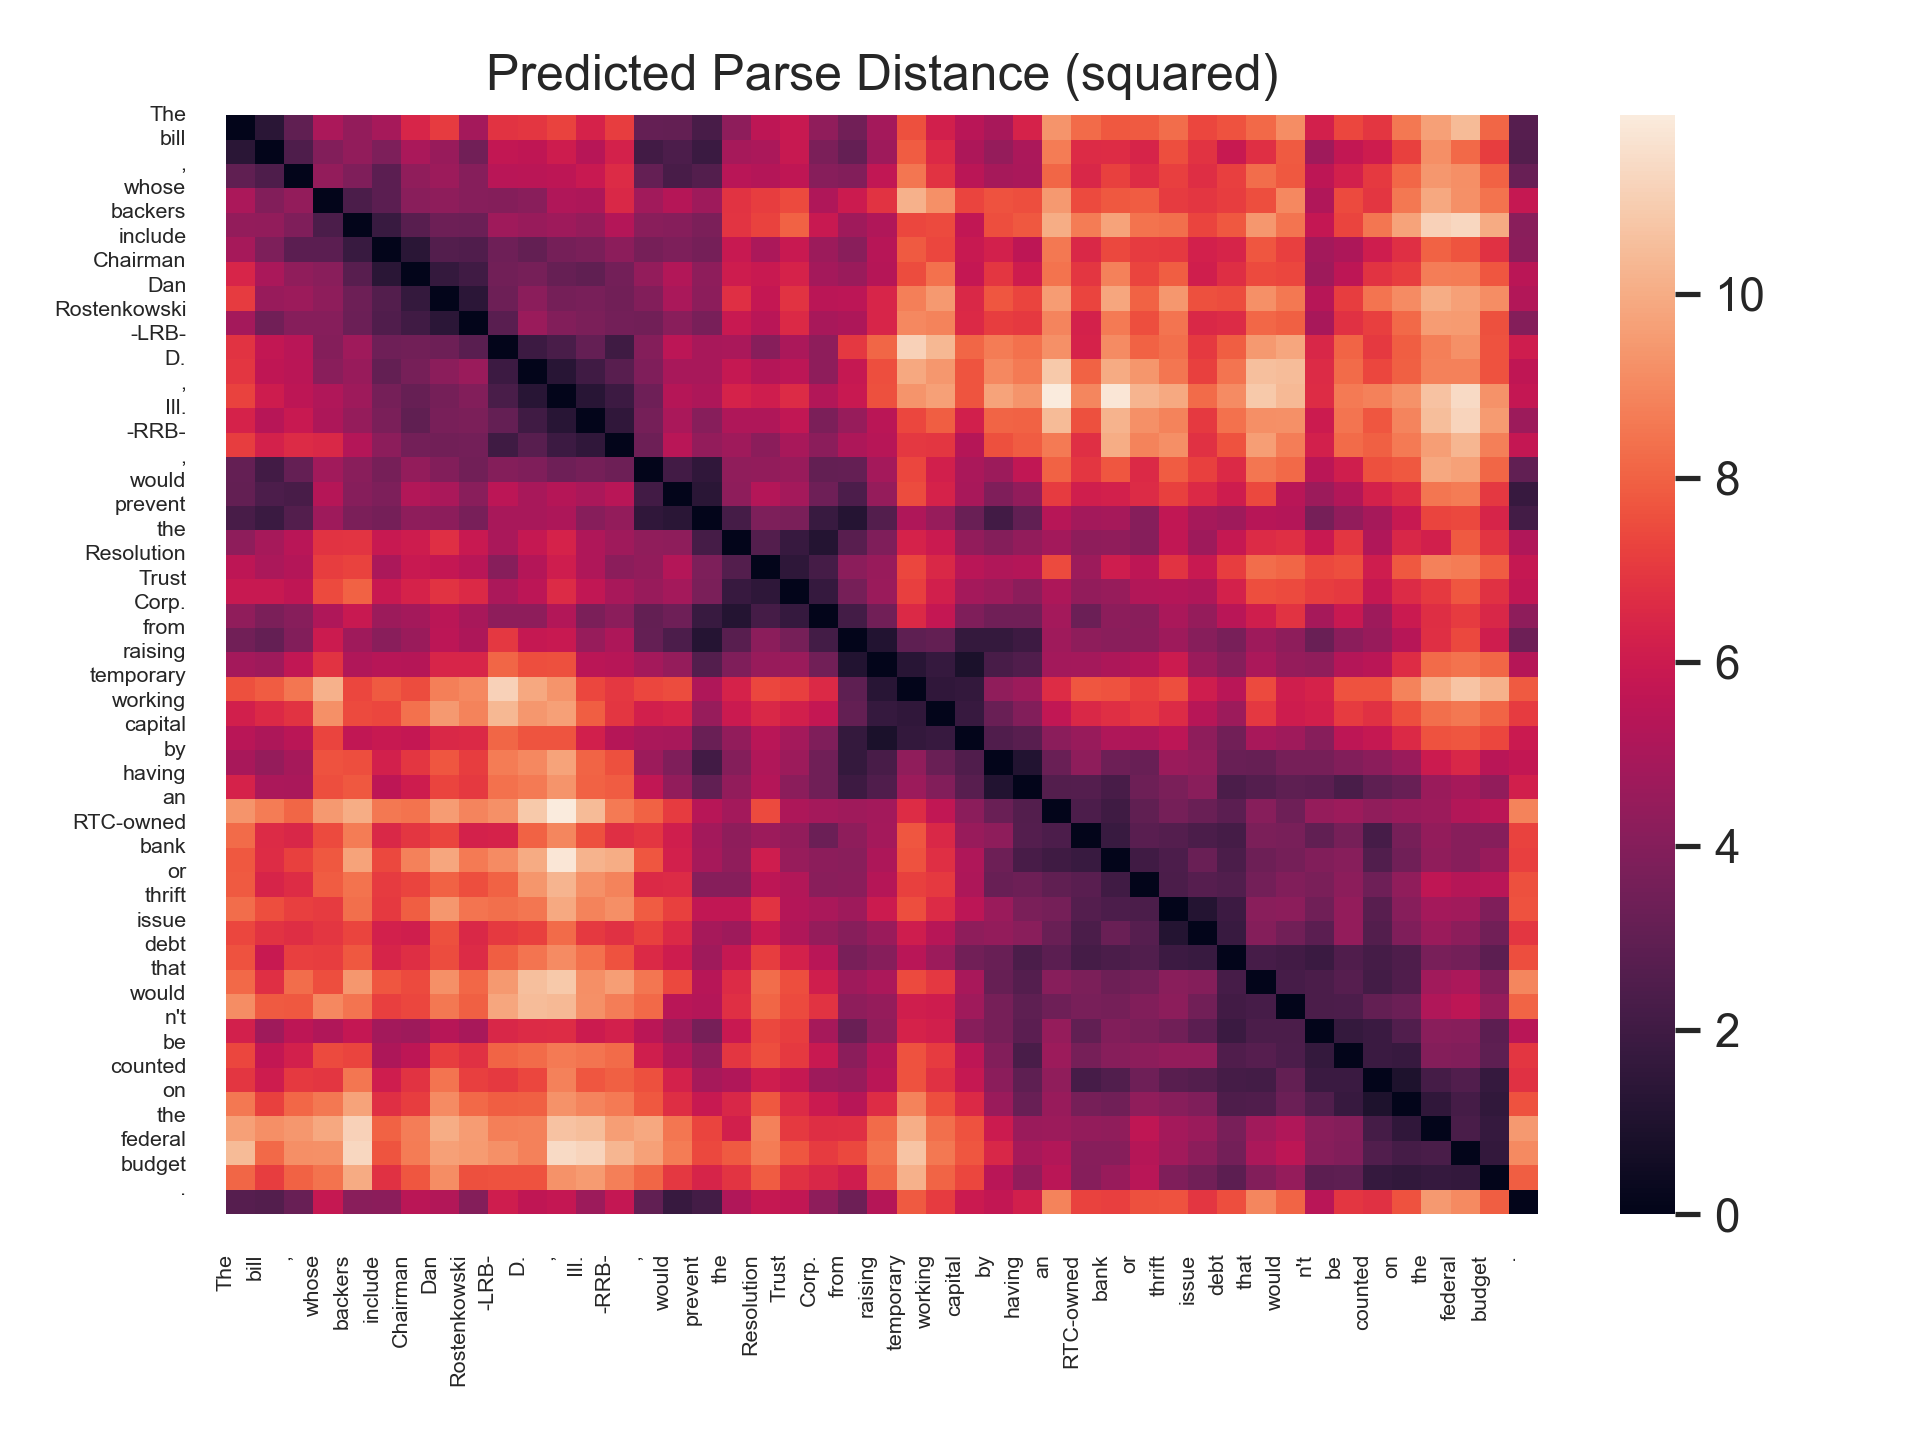 Predicted Parse Distance (squared)
The
bill
,
whose
backers
include
Chairman
Dan
Rostenkowski
-LRB-
D.
,
Ill.
-RRB-
,
would
prevent
the
Resolution
Trust
Corp.
from
raising
temporary
working
capital
by
having
an
RTC-owned
bank
or
thrift
issue
debt
that
would
n't
be
counted
on
the
federal
budget
.
10
8
6
4
2
0
The
bill
,
whose
backers
include
Chairman
Dan
Rostenkowski
-LRB-
D.
,
Ill.
-RRB-
,
would
prevent
the
Resolution
Trust
Corp.
from
raising
temporary
working
capital
by
having
an
RTC-owned
bank
or
thrift
issue
debt
that
would
n't
be
counted
on
the
federal
budget
.